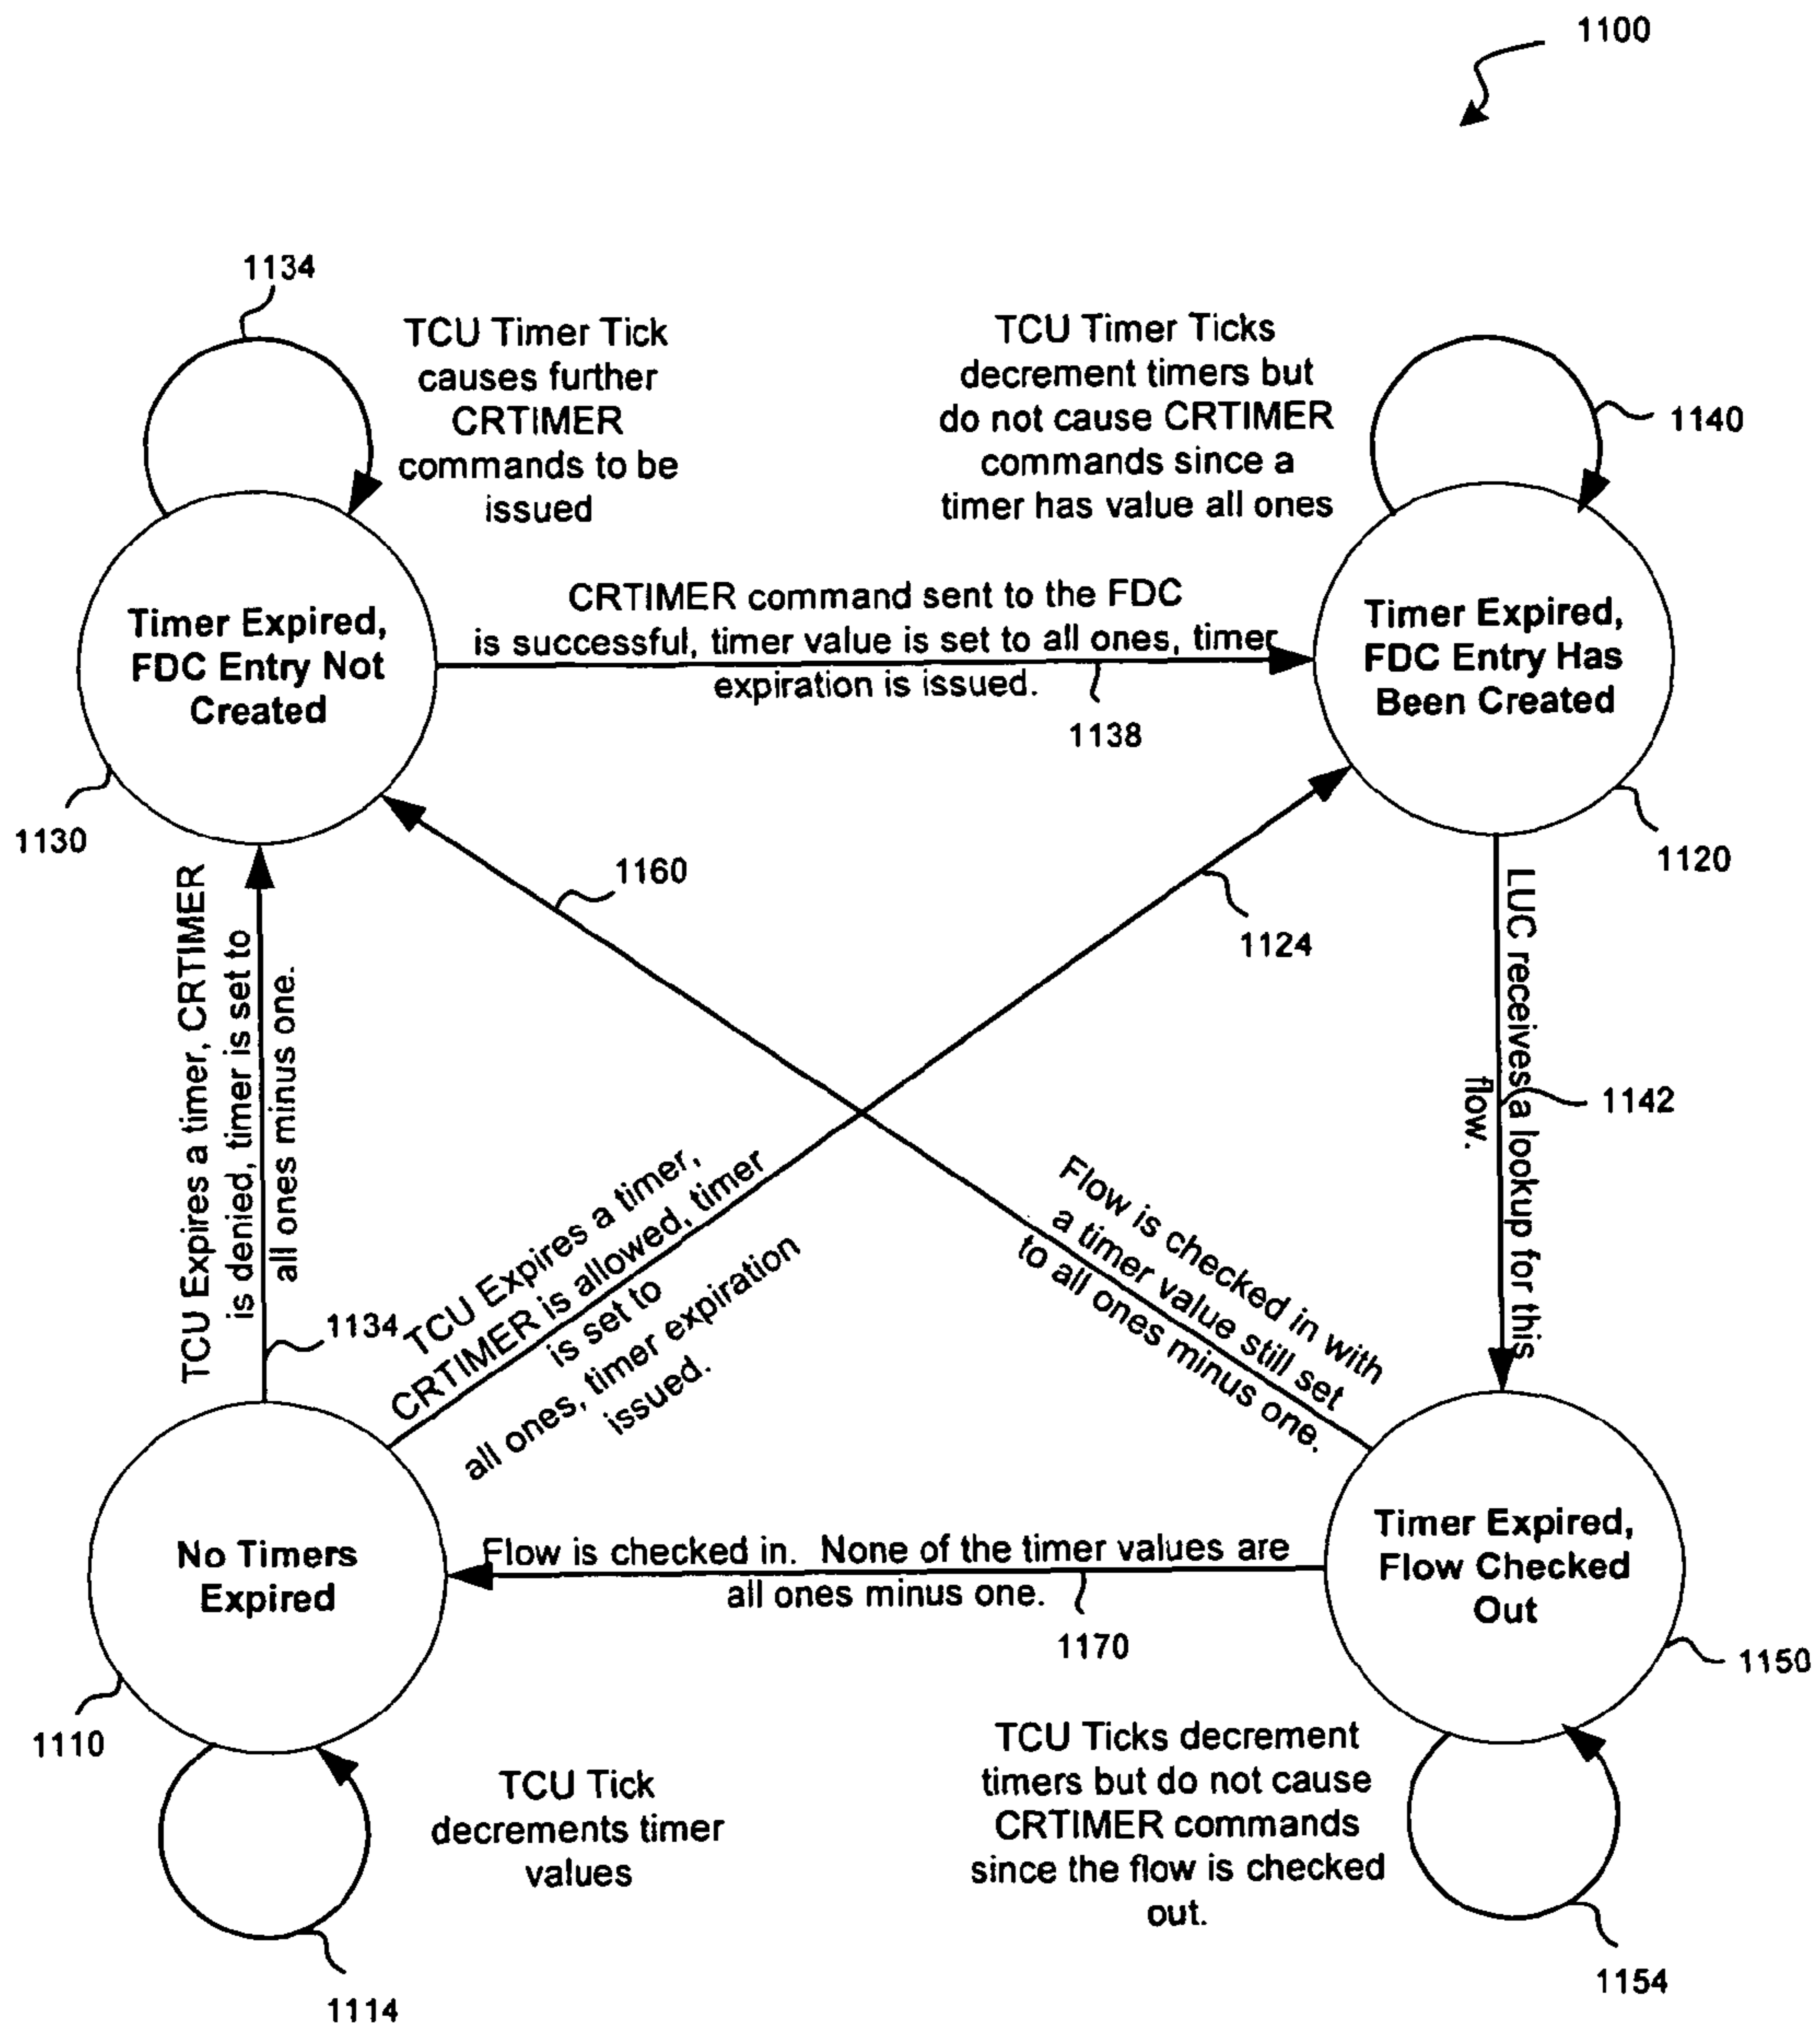 1100
1134
TCU Timer Tick
causes further
CRTIMER
commands to be
issued
TCU Timer Ticks
decrement timers but
do not cause CRTIMER
commands since a
timer has value all ones
1140
Timer Expired,
FDC Entry Not
Created
CRTIMER command sent to the FDC
is successful, timer value is set to all ones, timer
expiration is issued.
1138
Timer Expired,
FDC Entry Has
Been Created
1130
1120
1160
1124
TCU Expires a timer, CRTIMER
is denied, timer is set to
all ones minus one.
1134
TCU Expires a timer,
CRTIMER is allowed, timer
is set to
all ones, timer expiration
issued.
Flow is checked in with
a timer value still set
to all ones minus one.
LUC receives a lookup for this
flow.
1142
No Timers
Expired
Flow is checked in. None of the timer values are
all ones minus one.
1170
Timer Expired,
Flow Checked
Out
1150
1110
TCU Tick
decrements timer
values
1114
TCU Ticks decrement
timers but do not cause
CRTIMER commands
since the flow is checked
out.
1154